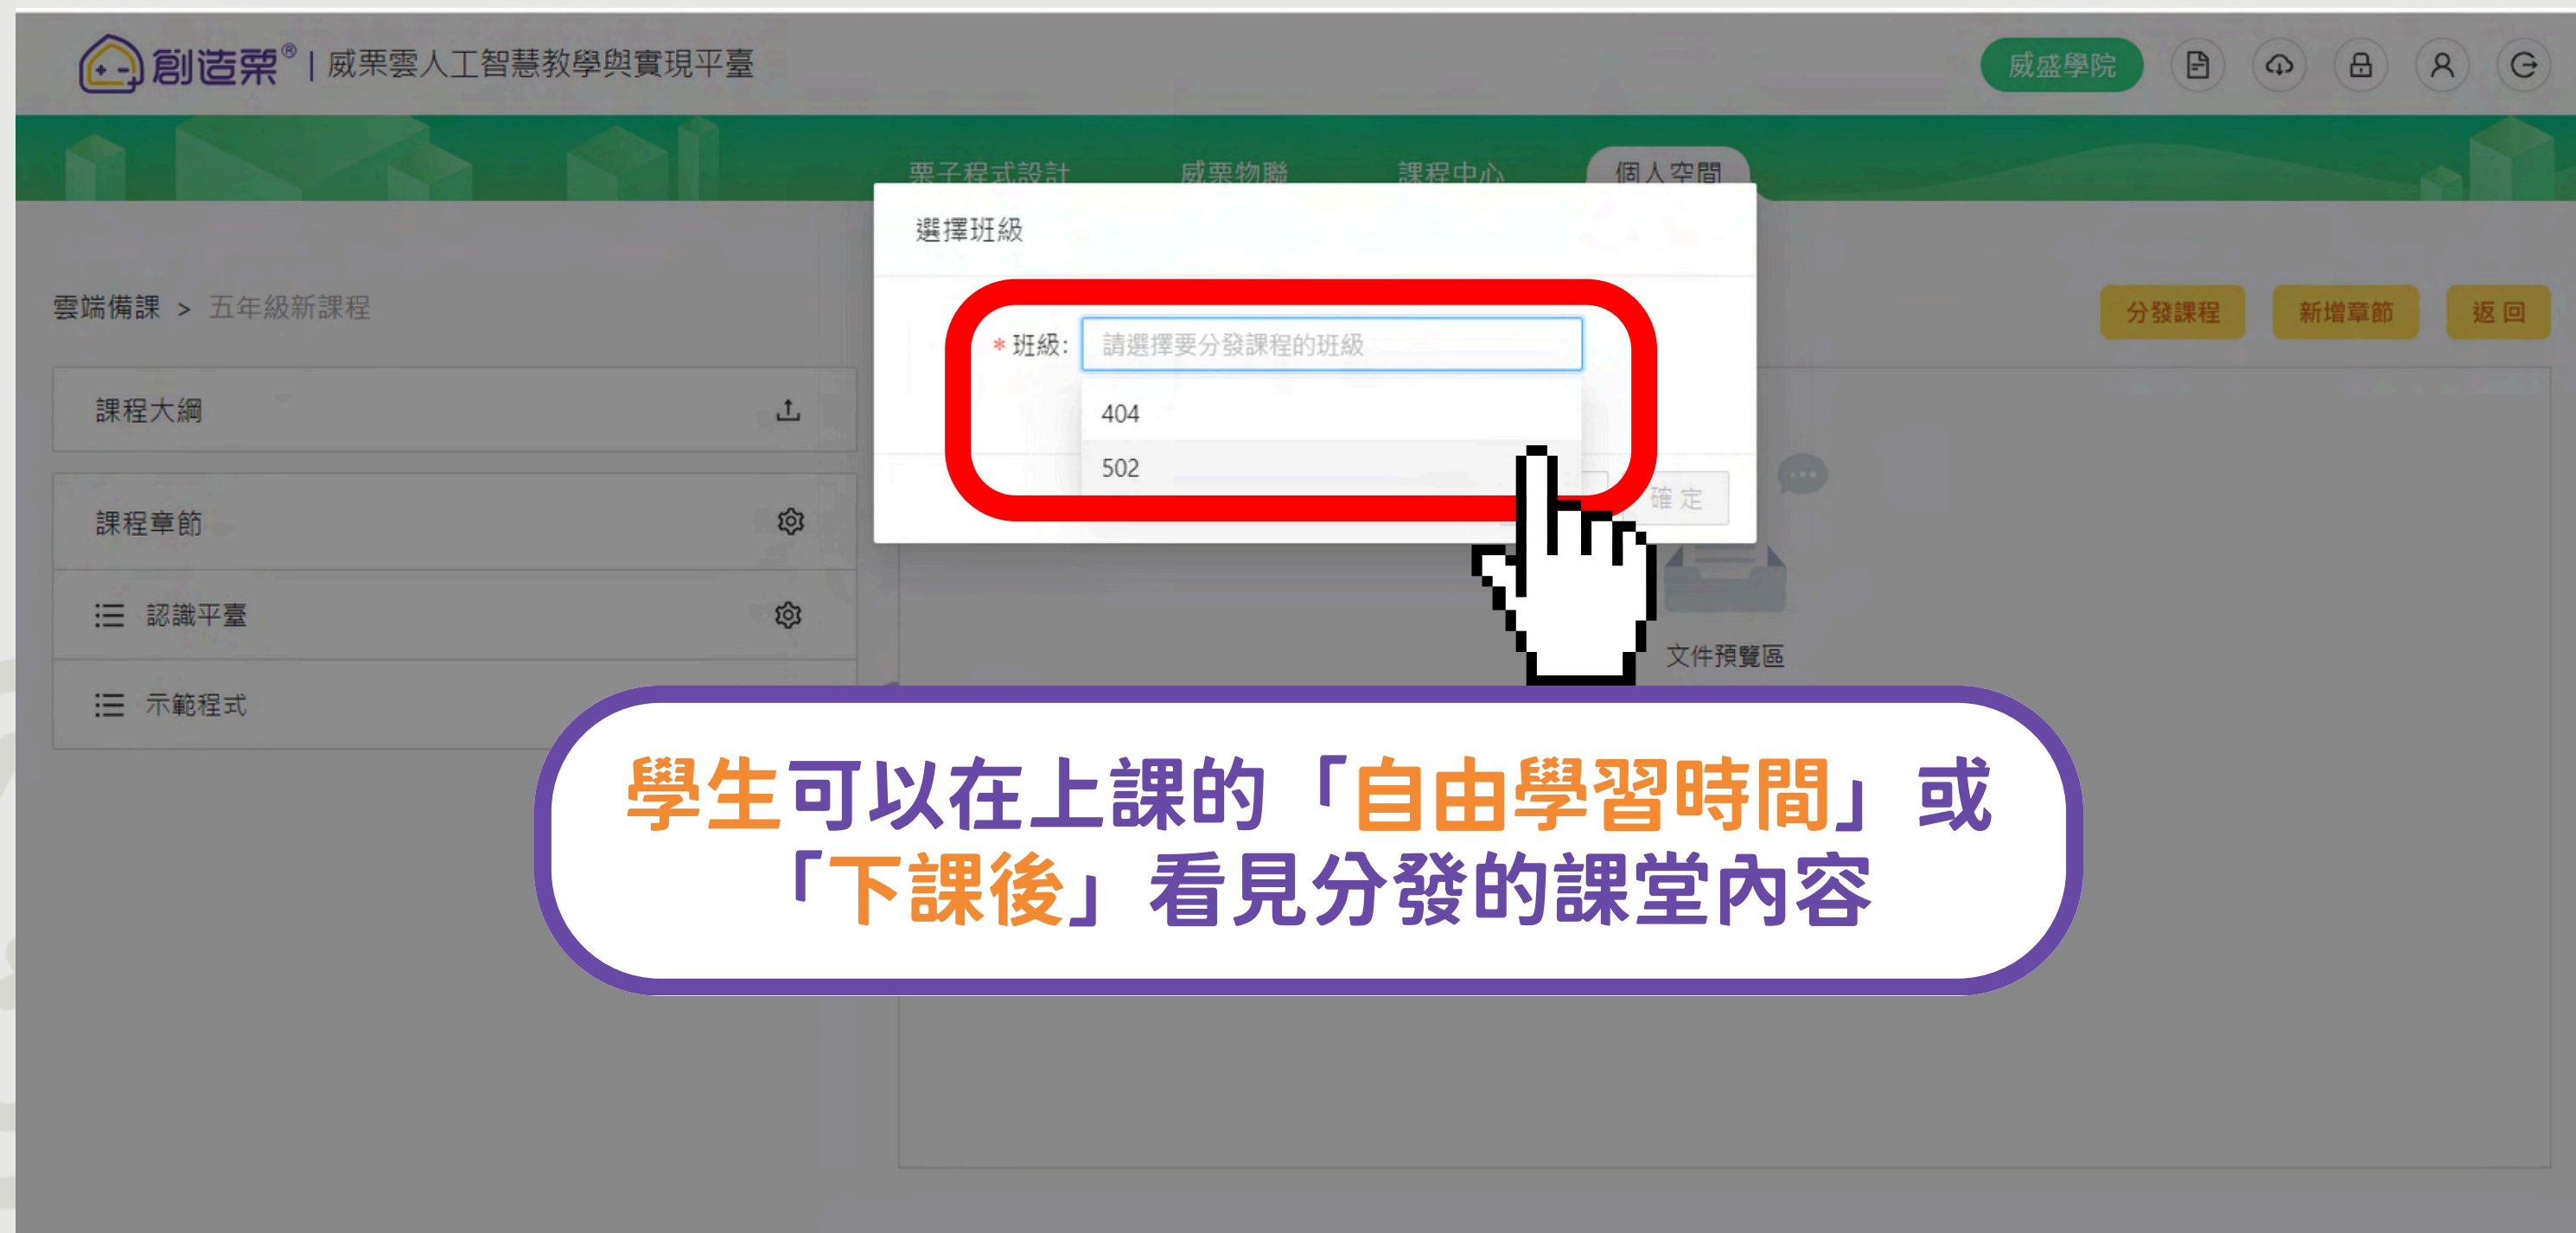 創造栗® | 威栗雲人工智慧教學與實現平臺
威盛學院
栗子程式設計 威栗物聯 課程中心 個人空間
選擇班級
雲端備課 > 五年級新課程
分發課程 新增章節 返回
* 班級: 請選擇要分發課程的班級
404
502
確定
課程大綱
課程章節
認識平臺
示範程式
文件預覽區
學生可以在上課的「自由學習時間」或
「下課後」看見分發的課堂內容